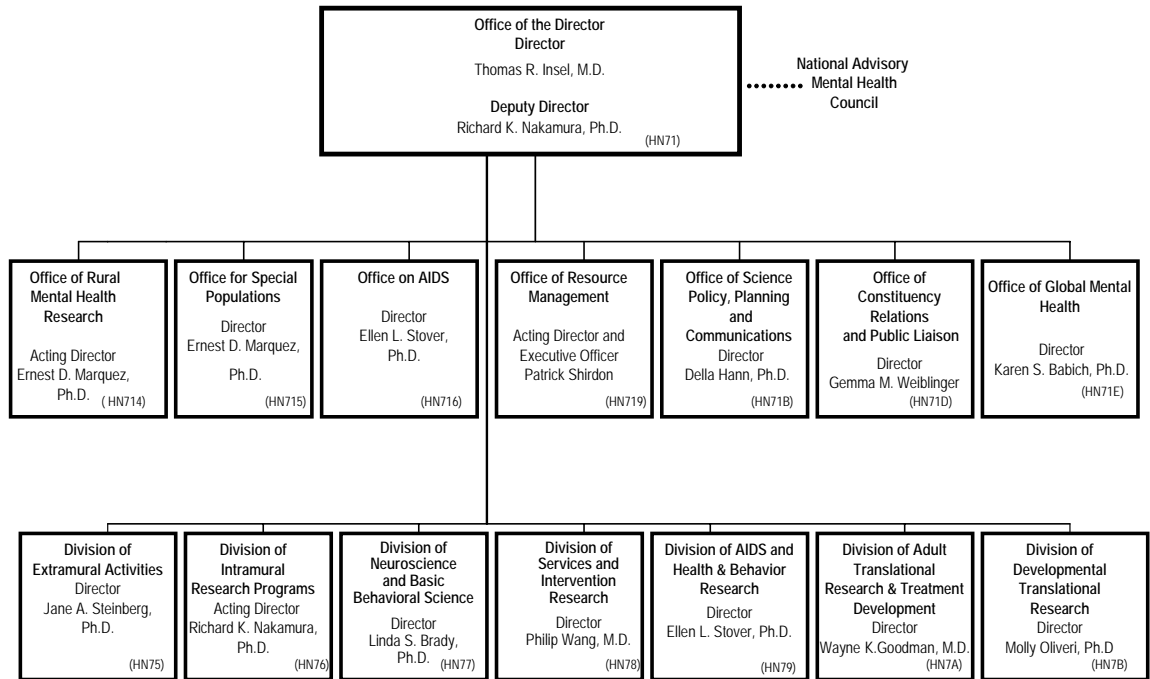 Office of the Director
Director
Thomas R. Insel, M.D.
Deputy Director
Richard K. Nakamura, Ph.D.
(HN71)
National Advisory
Mental Health
Council
Office of Rural
Mental Health
Research
Acting Director
Ernest D. Marquez,
Ph.D. ( HN714)
Office for Special
Populations
Director
Ernest D. Marquez,
Ph.D.
(HN715)
Office on AIDS
Director
Ellen L. Stover,
Ph.D.
(HN716)
Office of Resource
Management
Acting Director and
Executive Officer
Patrick Shirdon
(HN719)
Office of Science
Policy, Planning
and
Communications
Director
Della Hann, Ph.D.
(HN71B)
Office of
Constituency
Relations
and Public Liaison
Director
Gemma M. Weiblinger
(HN71D)
Office of Global Mental
Health
Director
Karen S. Babich, Ph.D.
(HN71E)
Division of
Extramural Activities
Director
Jane A. Steinberg,
Ph.D.
(HN75)
Division of
Intramural
Research Programs
Acting Director
Richard K. Nakamura,
Ph.D.
(HN76)
Division of
Neuroscience
and Basic
Behavioral Science
Director
Linda S. Brady,
Ph.D. (HN77)
Division of
Services and
Intervention
Research
Director
Philip Wang, M.D.
(HN78)
Division of AIDS and
Health & Behavior
Research
Director
Ellen L. Stover, Ph.D.
(HN79)
Division of Adult
Translational
Research & Treatment
Development
Director
Wayne K.Goodman, M.D.
(HN7A)
Division of
Developmental
Translational
Research
Director
Molly Oliveri, Ph.D
(HN7B)